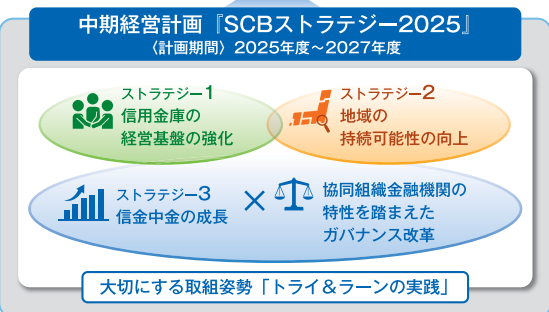 中期経営計画『SCBストラテジー2025』
〈計画期間〉2025年度～2027年度
ストラテジー1
信用金庫の
経営基盤の強化
ストラテジー2
地域の
持続可能性の向上
ストラテジー3
信金中金の成長
×
協同組織金融機関の
特性を踏まえた
ガバナンス改革
大切にする取組姿勢「トライ＆ラーンの実践」